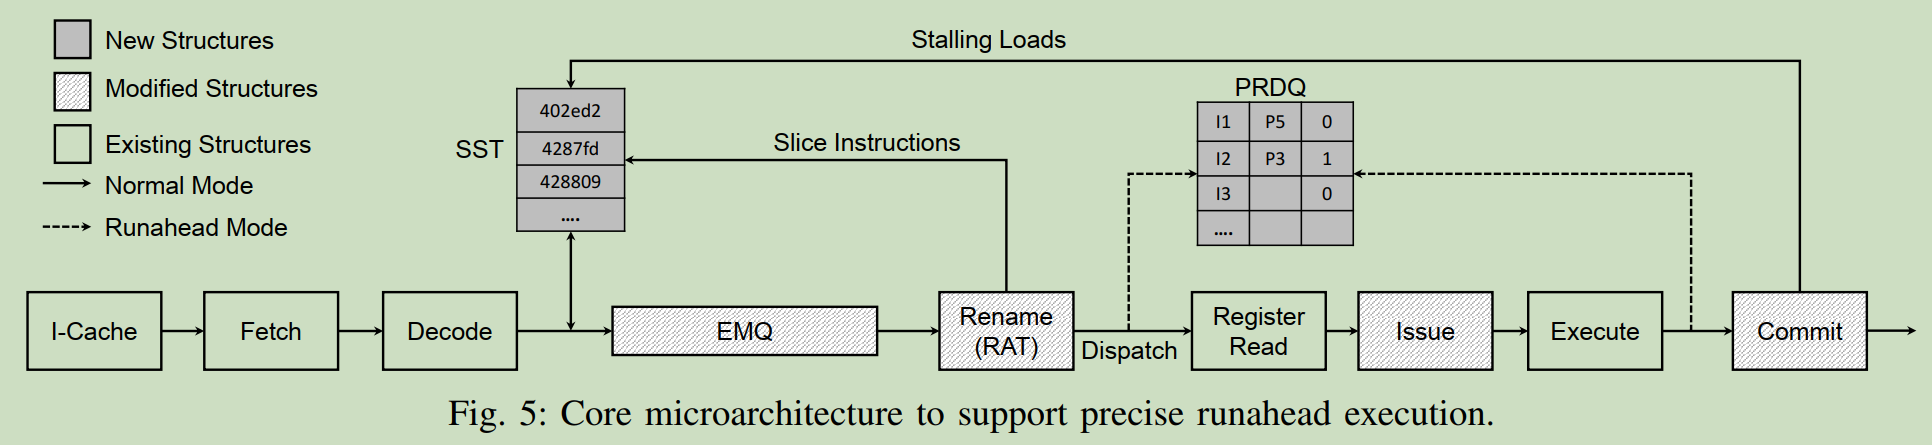 New Structures
Modified Structures
Existing Structures
Normal Mode
Runahead Mode
Stalling Loads
SST
402ed2
4287fd
428809
....
Slice Instructions
PRDQ
I1 P5 0
I2 P3 1
I3 0
....
I-Cache
Fetch
Decode
EMQ
Rename
(RAT)
Dispatch
Register
Read
Issue
Execute
Commit
Fig. 5: Core microarchitecture to support precise runahead execution.